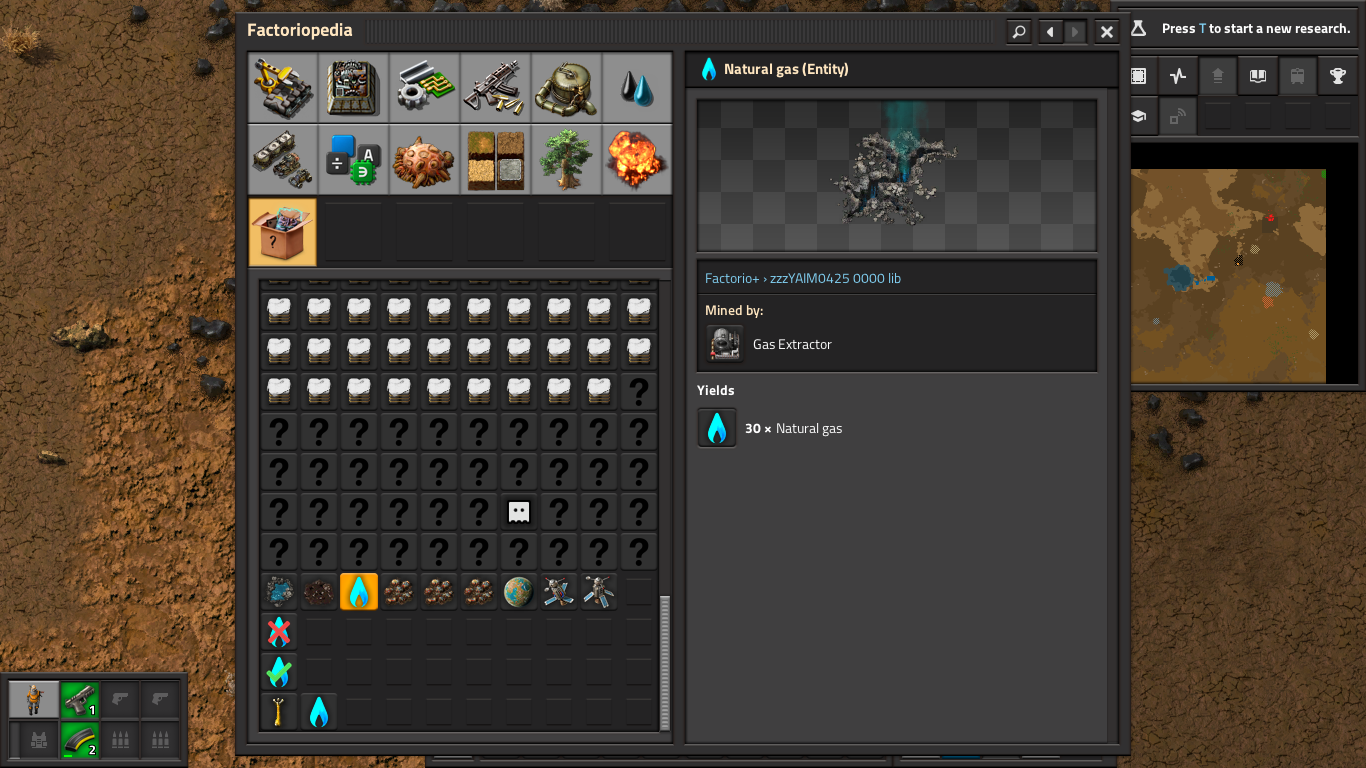 Factoriopedia
Press T to start a new research.
Natural gas (Entity)
÷ A
Э
?
Factorio+ › zzzYAIM0425 0000 lib
Mined by:
Gas Extractor
Yields
30 × Natural gas
?
? ? ? ? ? ? ? ? ? ?
? ? ? ? ? ? ? ? ? ?
? ? ? ? ? ? ? ? ?
? ? ? ? ? ? ? ? ? ?
1
2